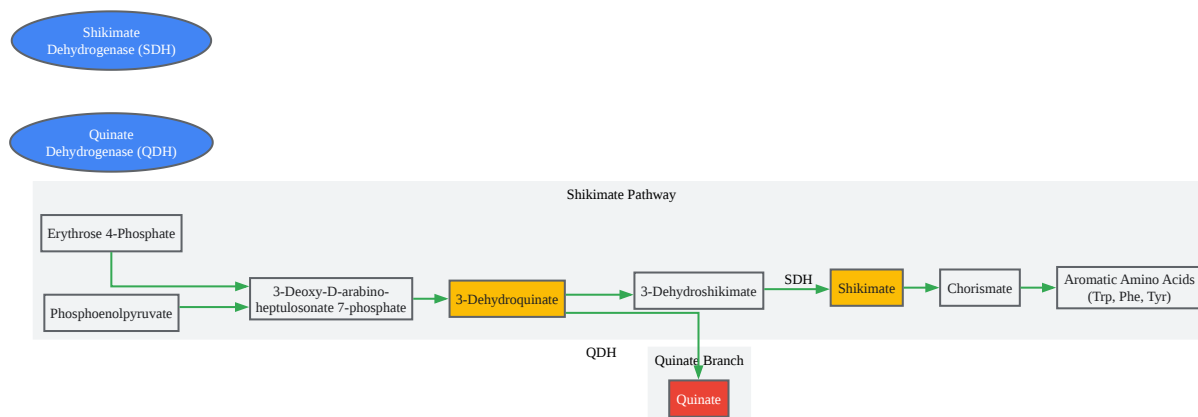 Shikimate
Dehydrogenase (SDH)
Quinate
Dehydrogenase (QDH)
Shikimate Pathway
Erythrose 4-Phosphate
Phosphoenolpyruvate
3-Deoxy-D-arabino-
heptulosonate 7-phosphate
3-Dehydroquinate
3-Dehydroshikimate
SDH
Shikimate
Chorismate
Aromatic Amino Acids
(Trp, Phe, Tyr)
QDH
Quinate Branch
Quinate